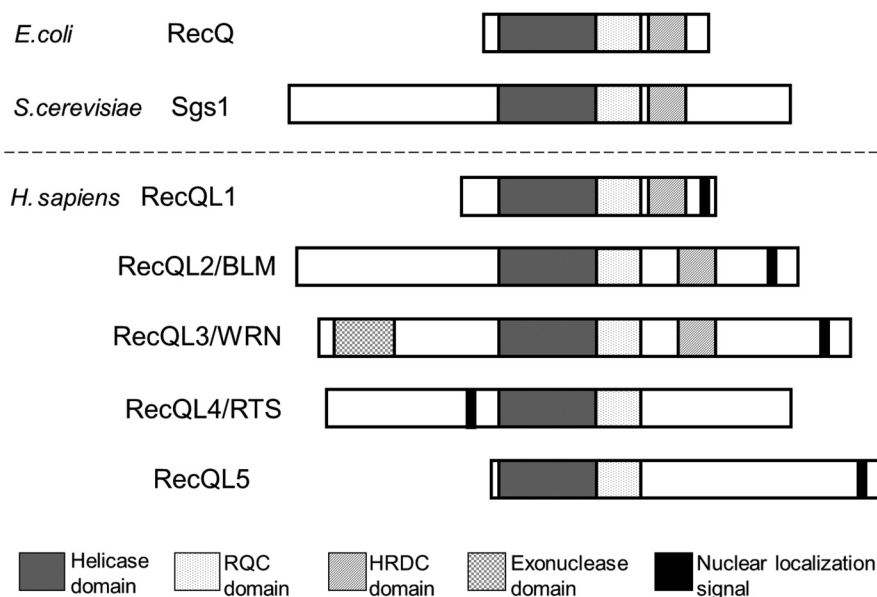 E.coli RecQ
S.cerevisiae Sgs1
H. sapiens RecQL1
RecQL2/BLM
RecQL3/WRN
RecQL4/RTS
RecQL5
Helicase domain
RQC domain
HRDC domain
Exonuclease domain
Nuclear localization signal